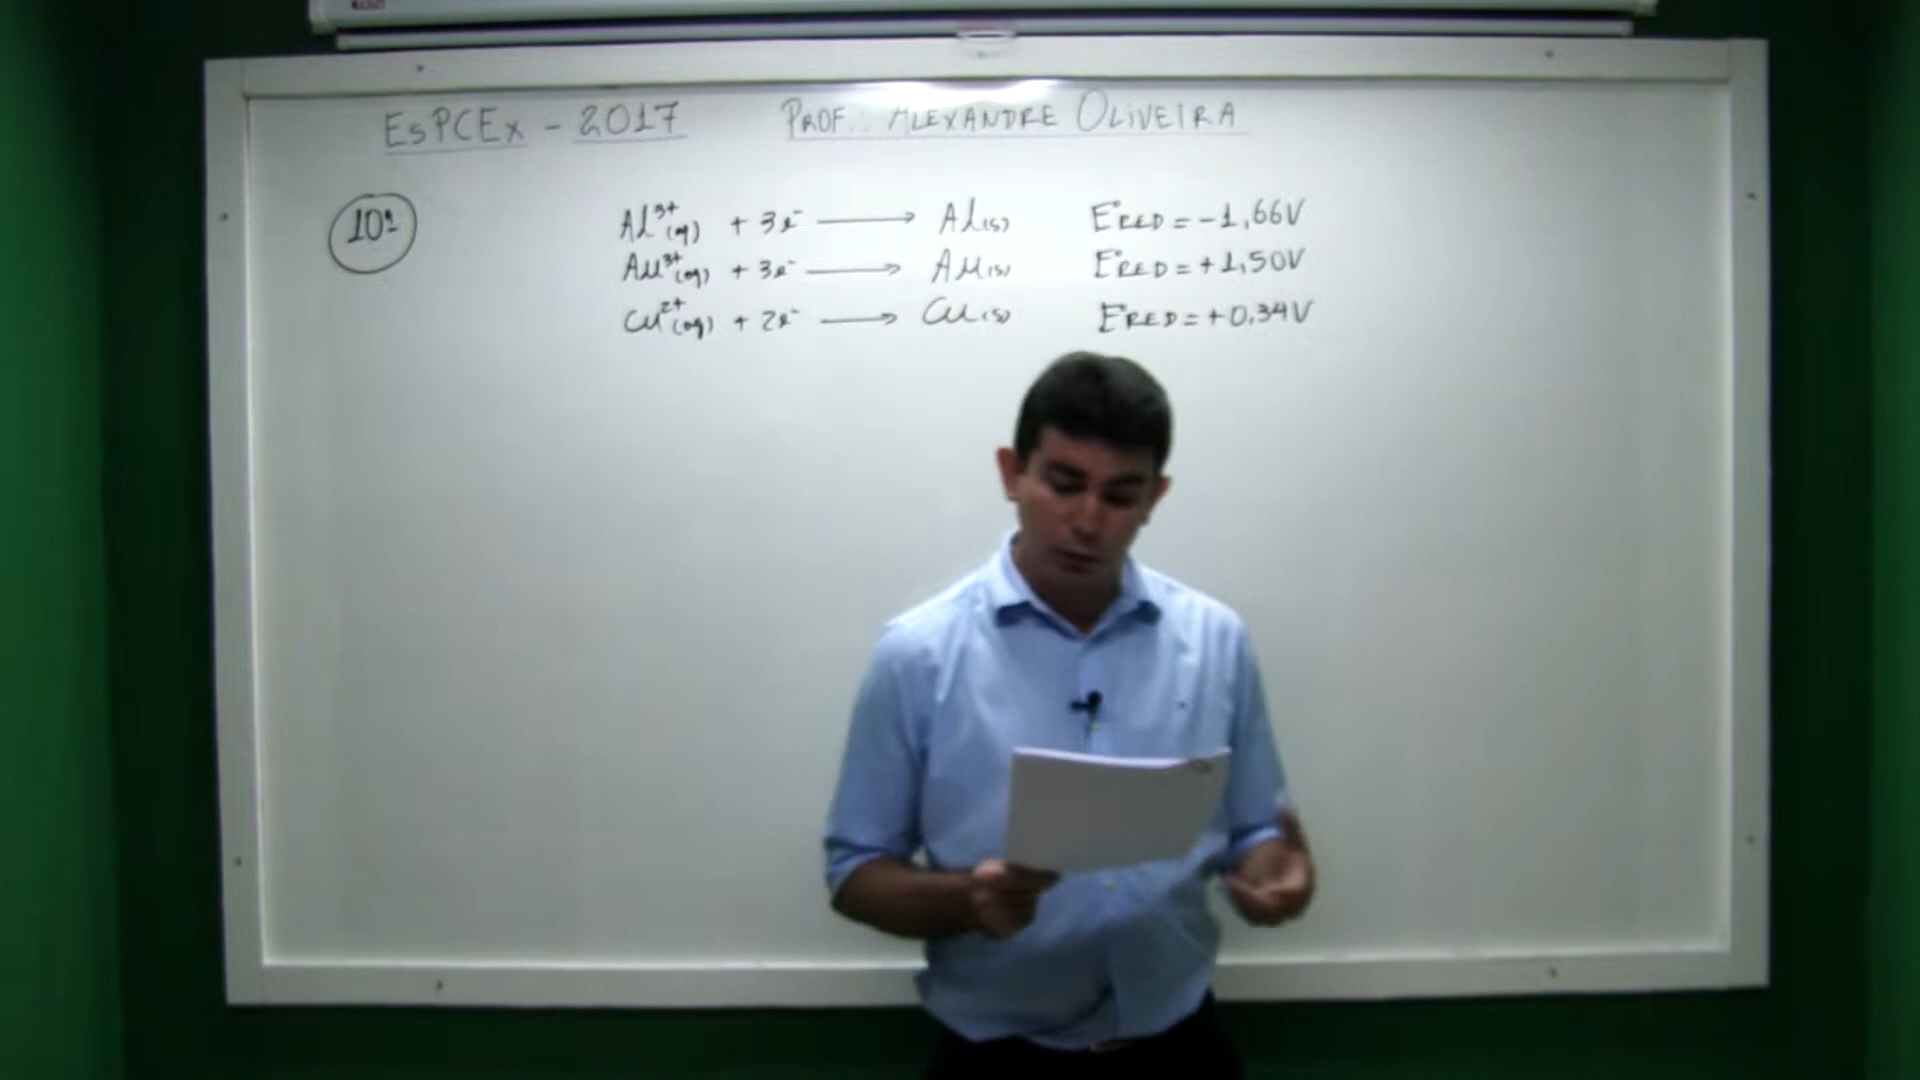 EsPCEx - 2017 PROF.: ALEXANDRE OLIVEIRA
10ª
Al³⁺(aq) + 3e⁻ ⟶ Al(s) E°RED = -1,66V
Au³⁺(aq) + 3e⁻ ⟶ Au(s) E°RED = +1,50V
Cu²⁺(aq) + 2e⁻ ⟶ Cu(s) E°RED = +0,34V